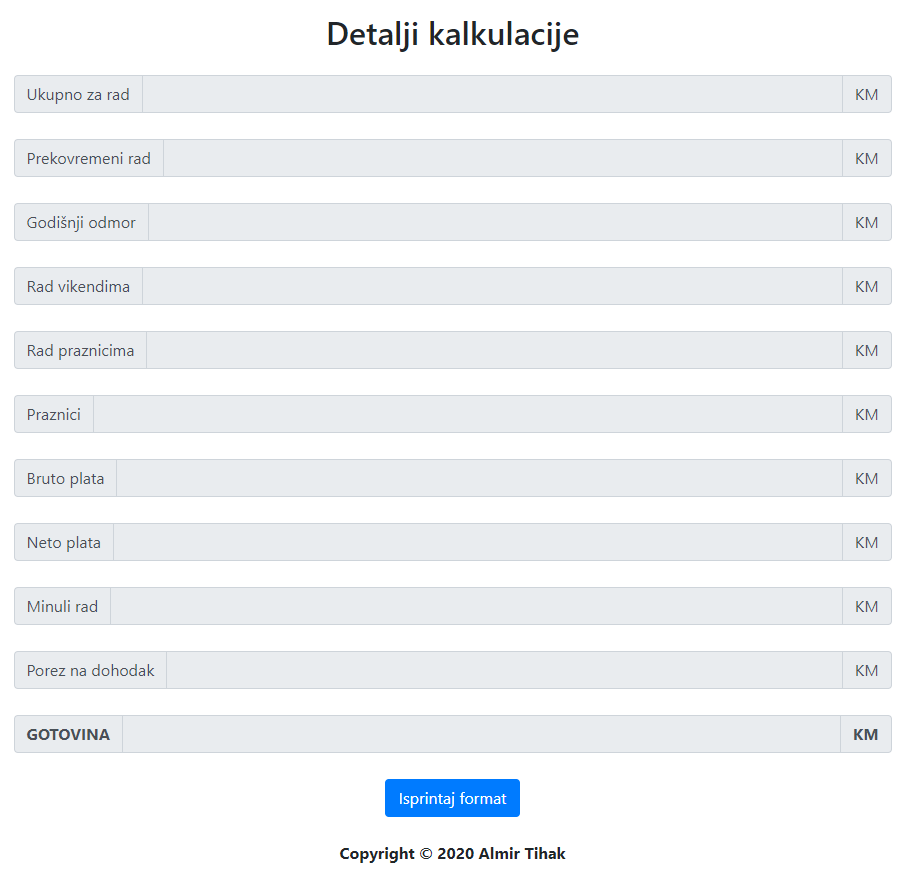 Detalji kalkulacije
Ukupno za rad KM
Prekovremeni rad KM
Godišnji odmor KM
Rad vikendima KM
Rad praznicima KM
Praznici KM
Bruto plata KM
Neto plata KM
Minuli rad KM
Porez na dohodak KM
GOTOVINA KM
Isprintaj format
Copyright © 2020 Almir Tihak